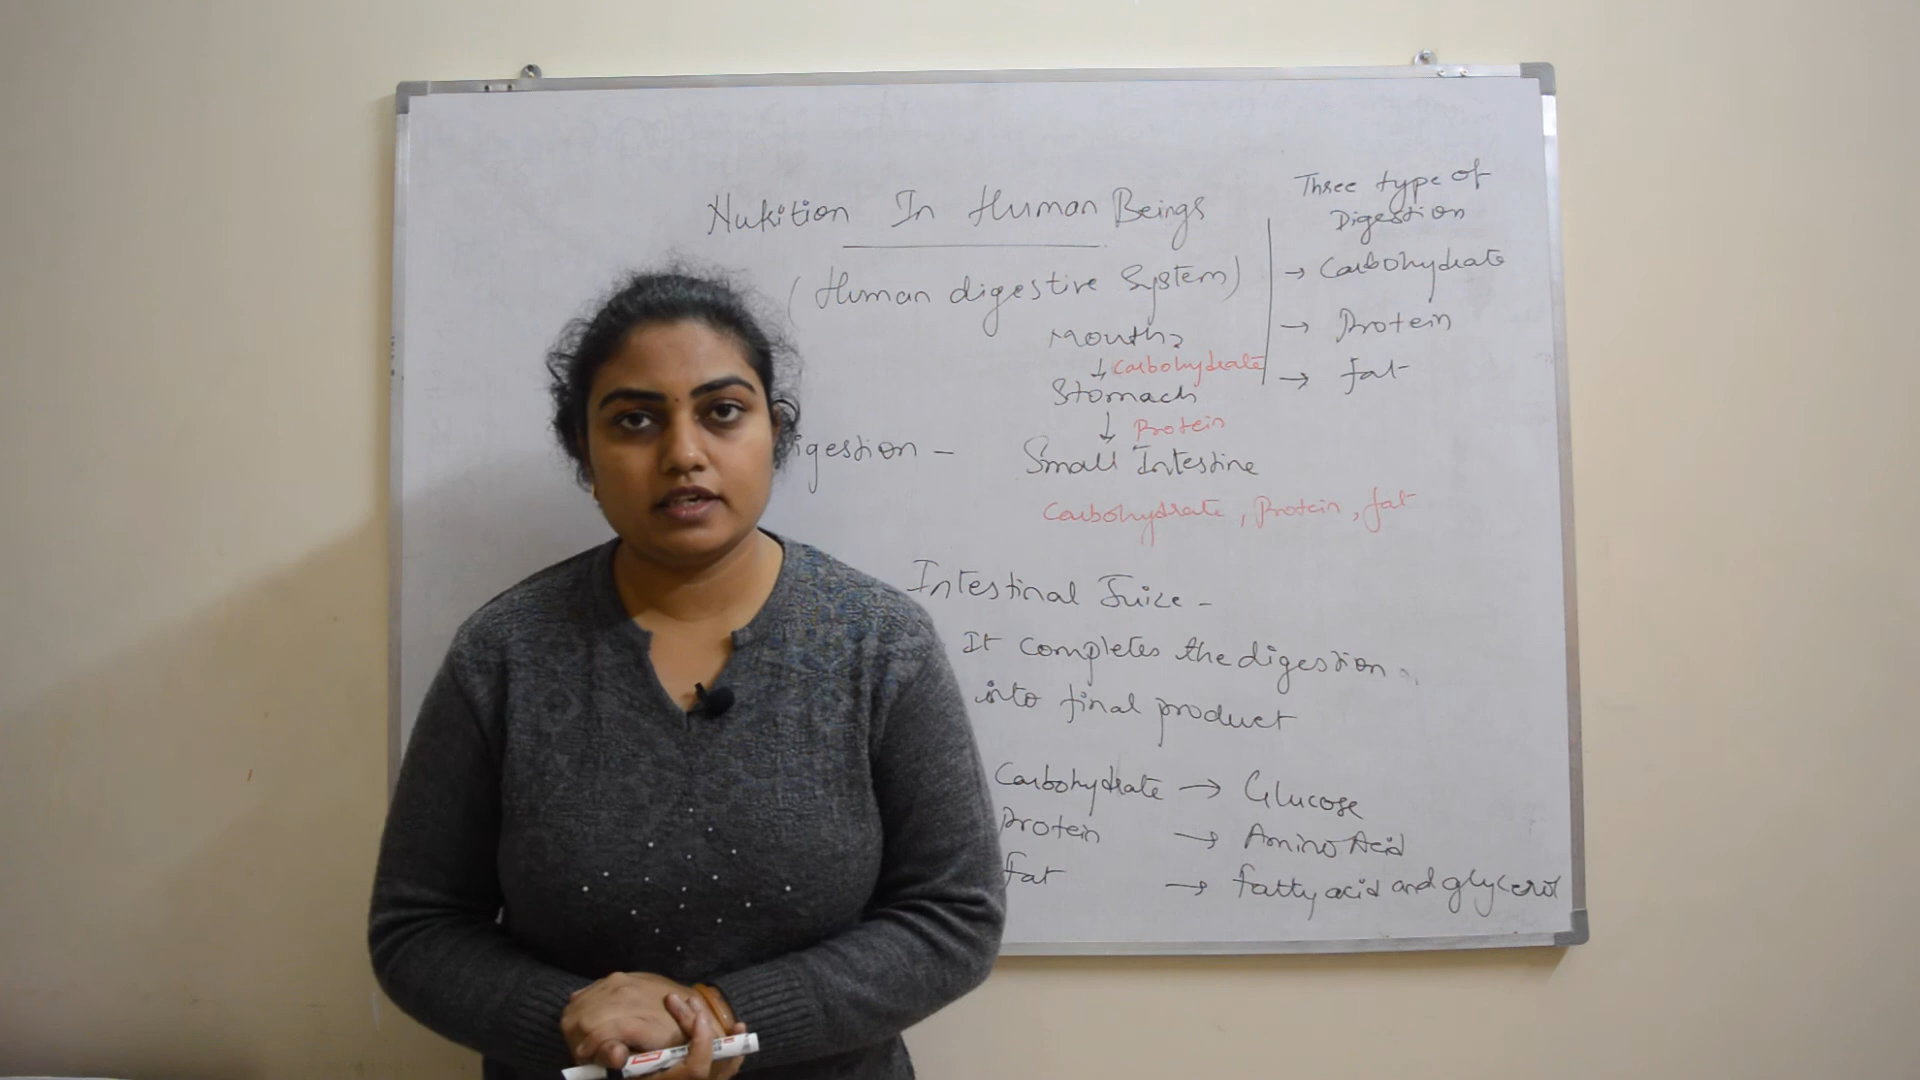 Nutrition In Human Beings
(Human digestive System)
Mouth
↓ Carbohydrate
Stomach
↓ Protein
igestion - Small Intestine
Carbohydrate, Protein, fat
Three type of
Digestion
→ Carbohydrate
→ Protein
→ fat
Intestinal Juice -
It completes the digestion
into final product
Carbohydrate → Glucose
Protein → Amino Acid
fat → fatty acid and glycerol